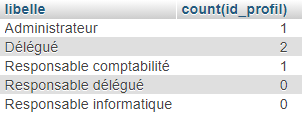 libelle count(id_profil)
Administrateur 1
Délégué 2
Responsable comptabilité 1
Responsable délégué 0
Responsable informatique 0